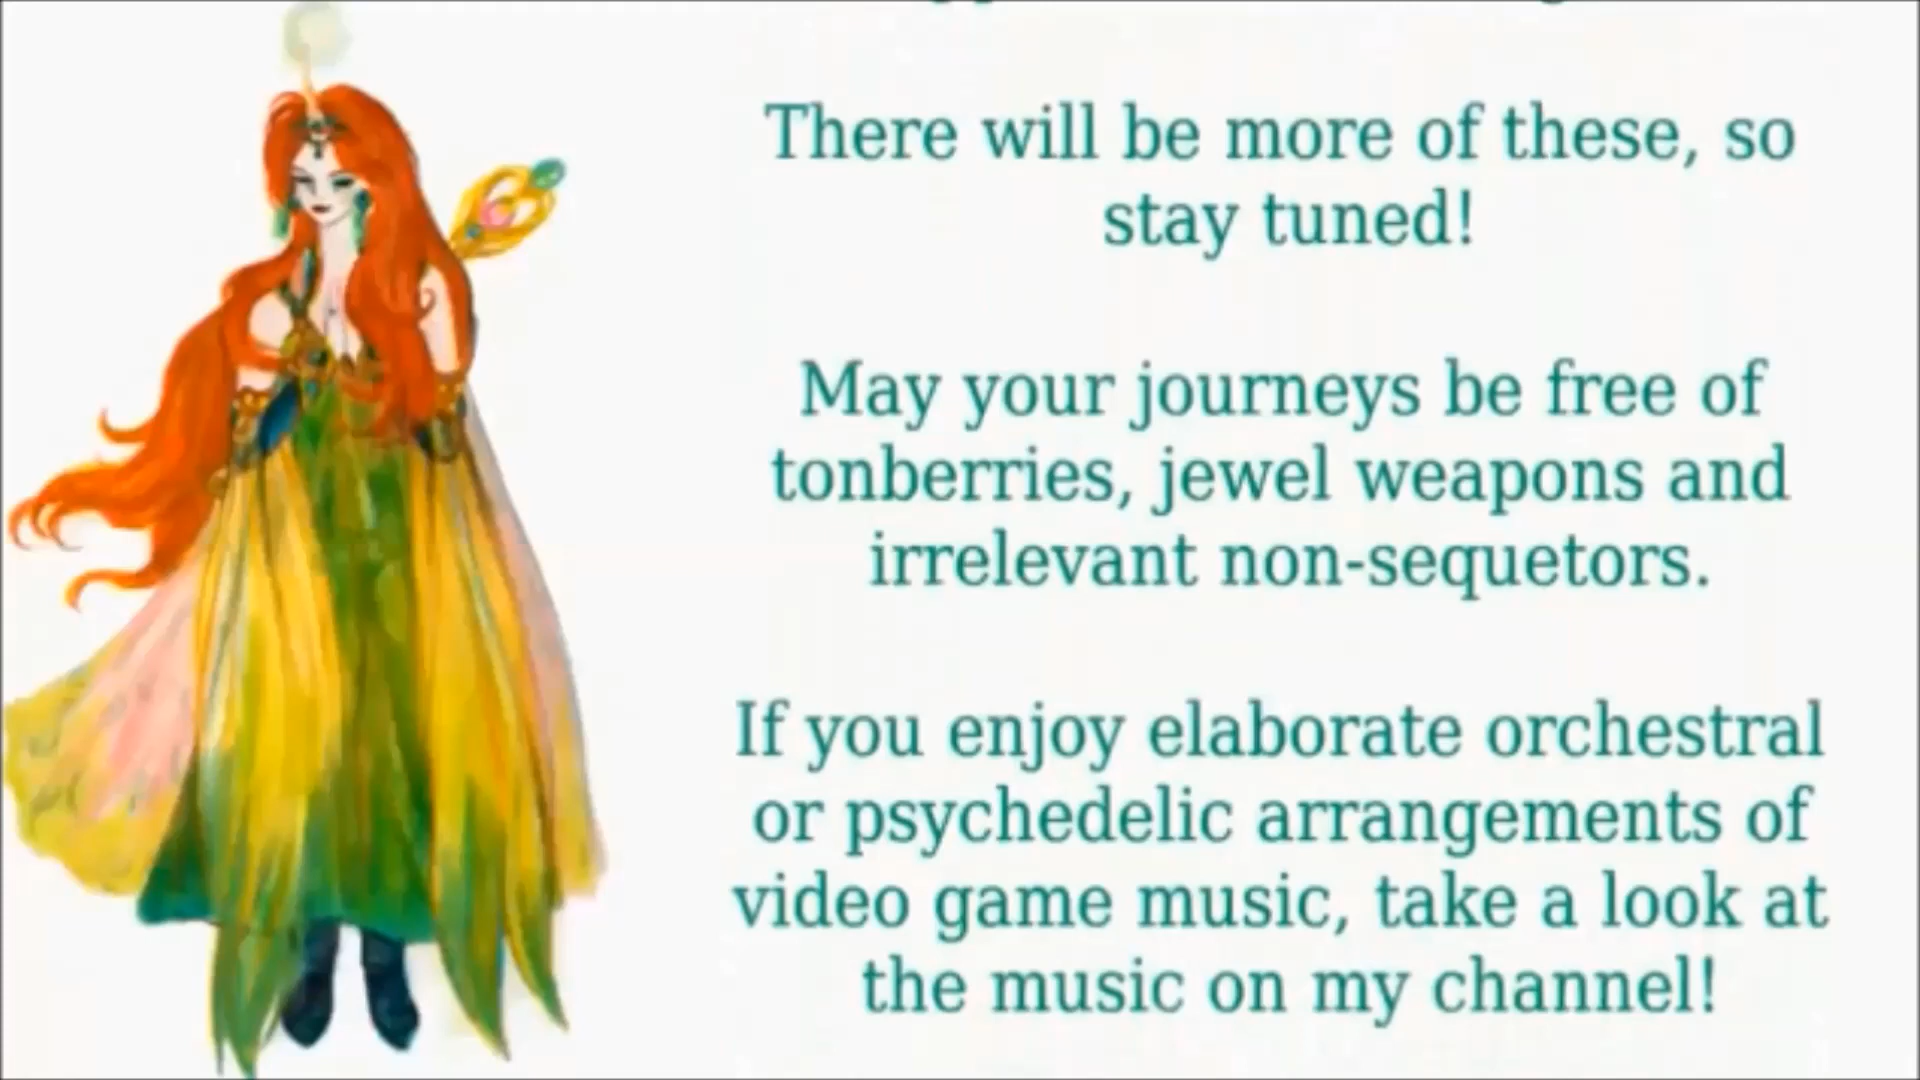 There will be more of these, so
stay tuned!
May your journeys be free of
tonberries, jewel weapons and
irrelevant non-sequetors.
If you enjoy elaborate orchestral
or psychedelic arrangements of
video game music, take a look at
the music on my channel!